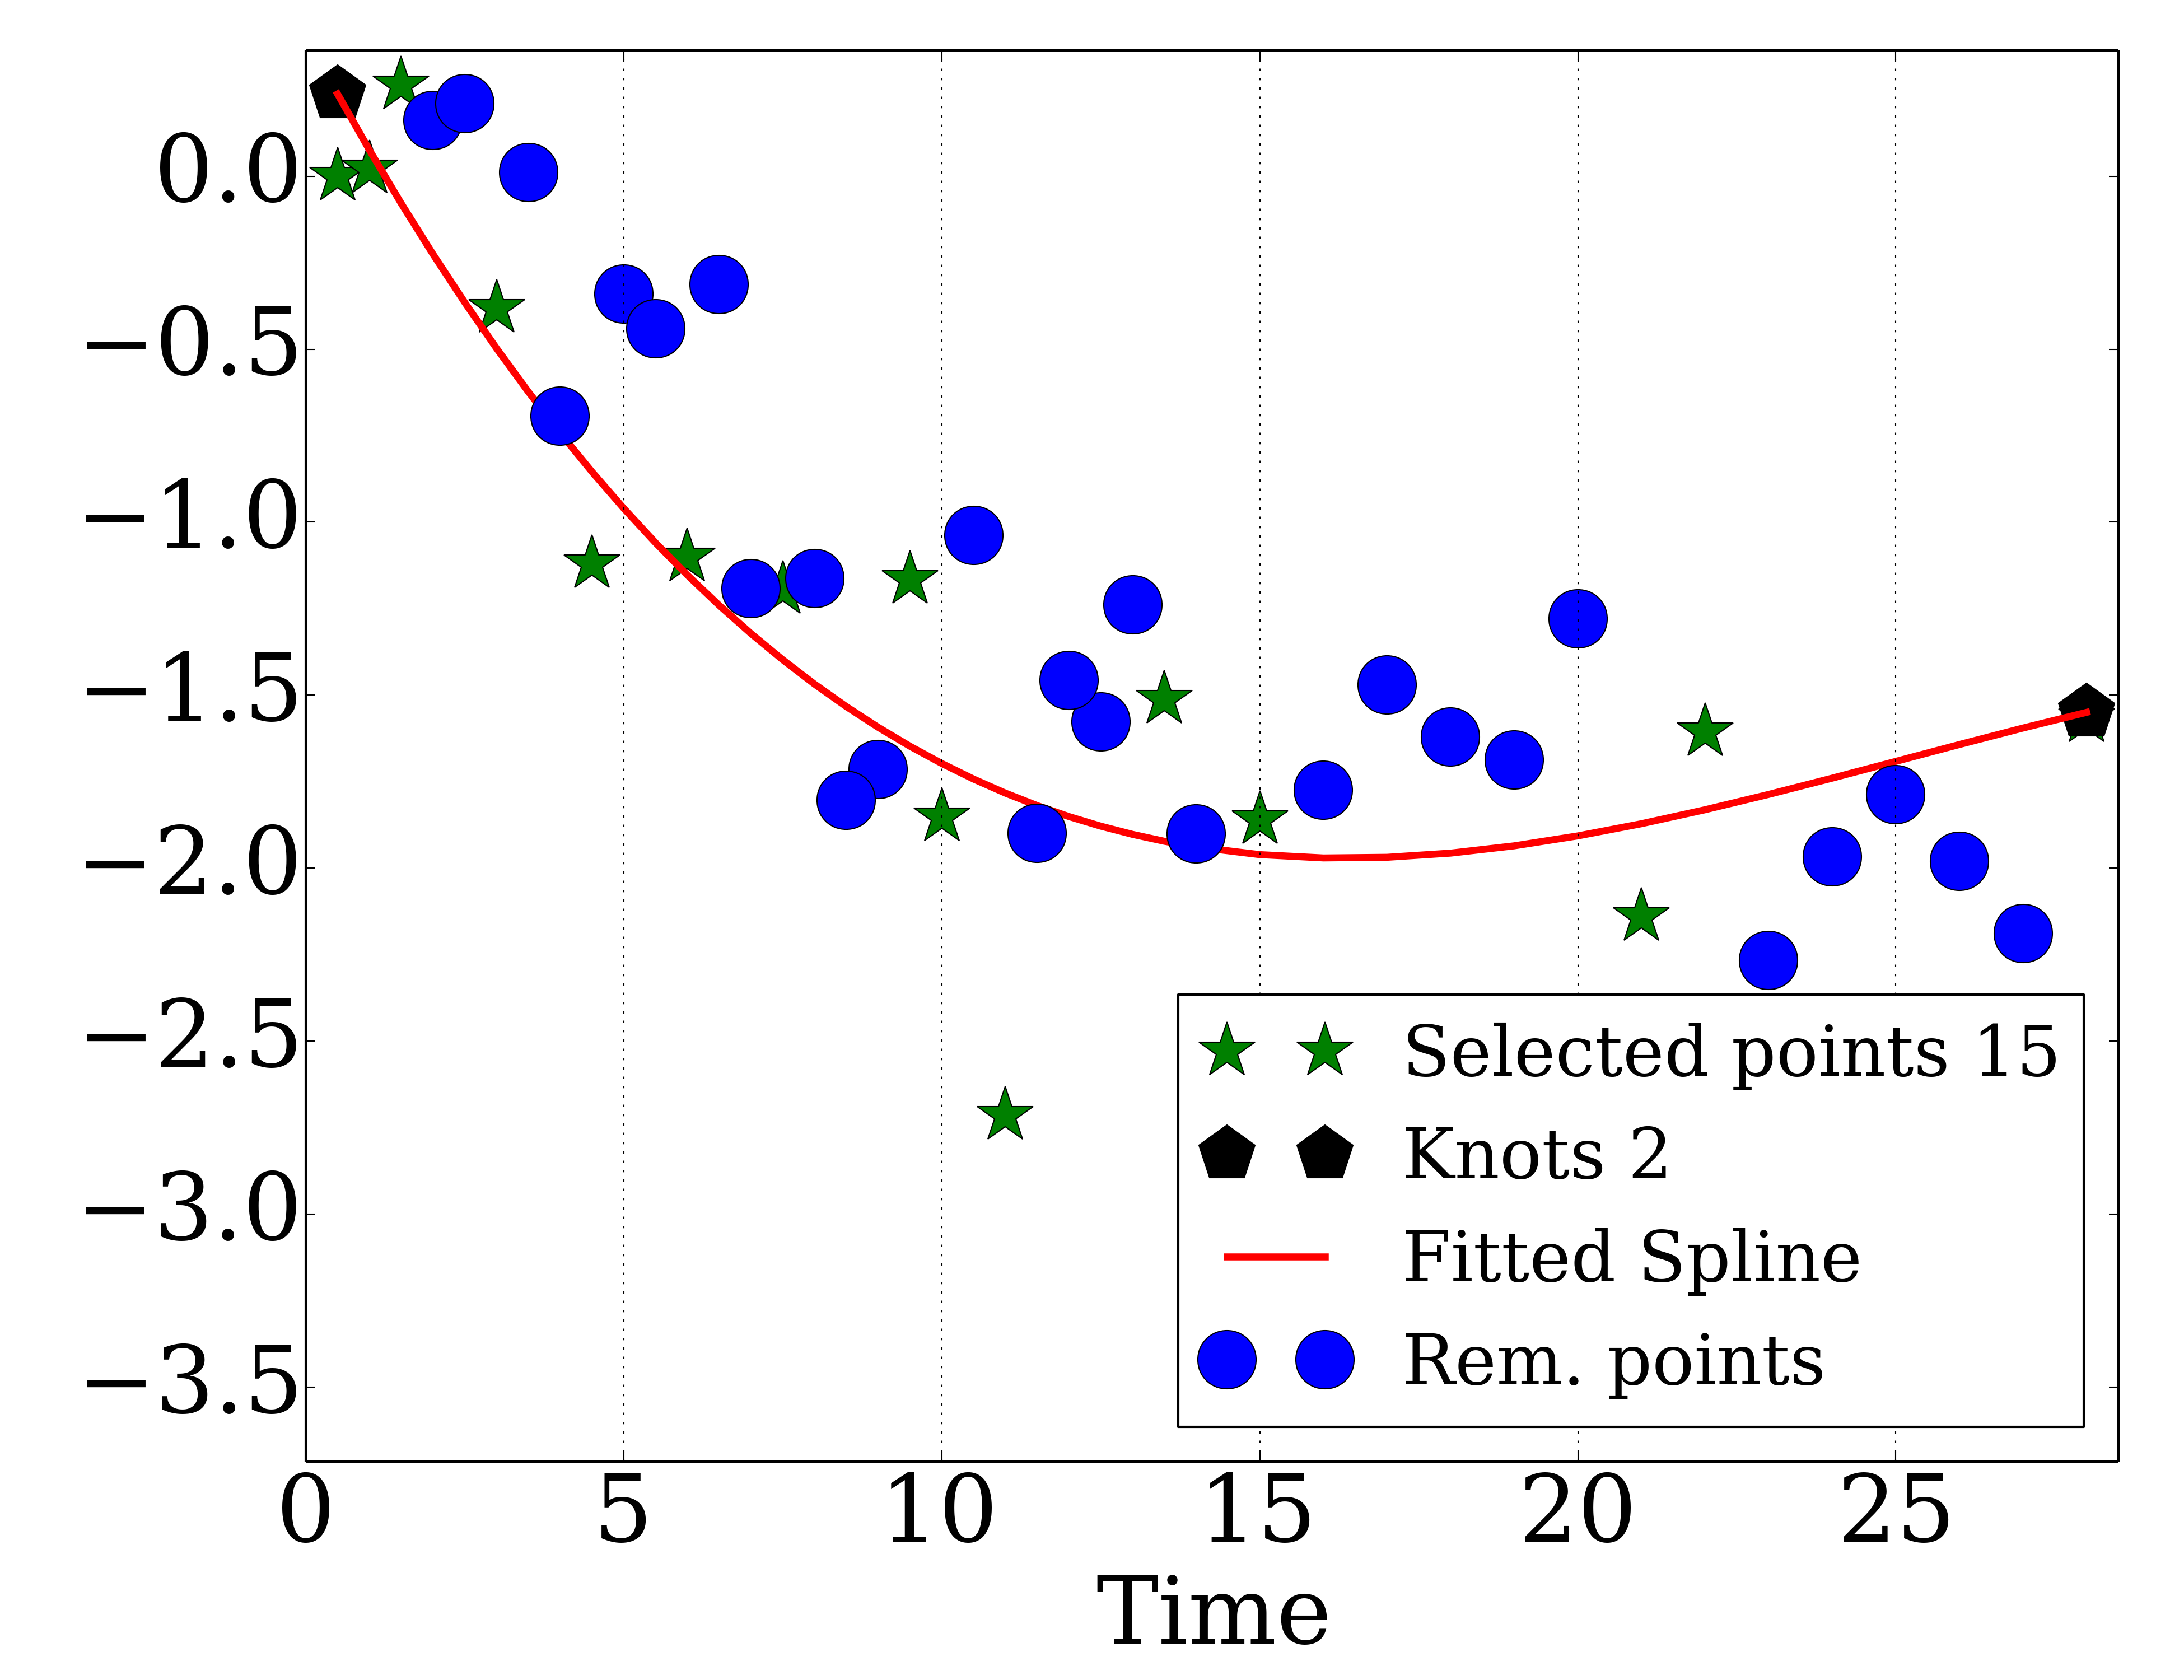 0.0
−0.5
−1.0
−1.5
−2.0
−2.5
−3.0
−3.5
Selected points 15
Knots 2
Fitted Spline
Rem. points
0 5 10 15 20 25
Time